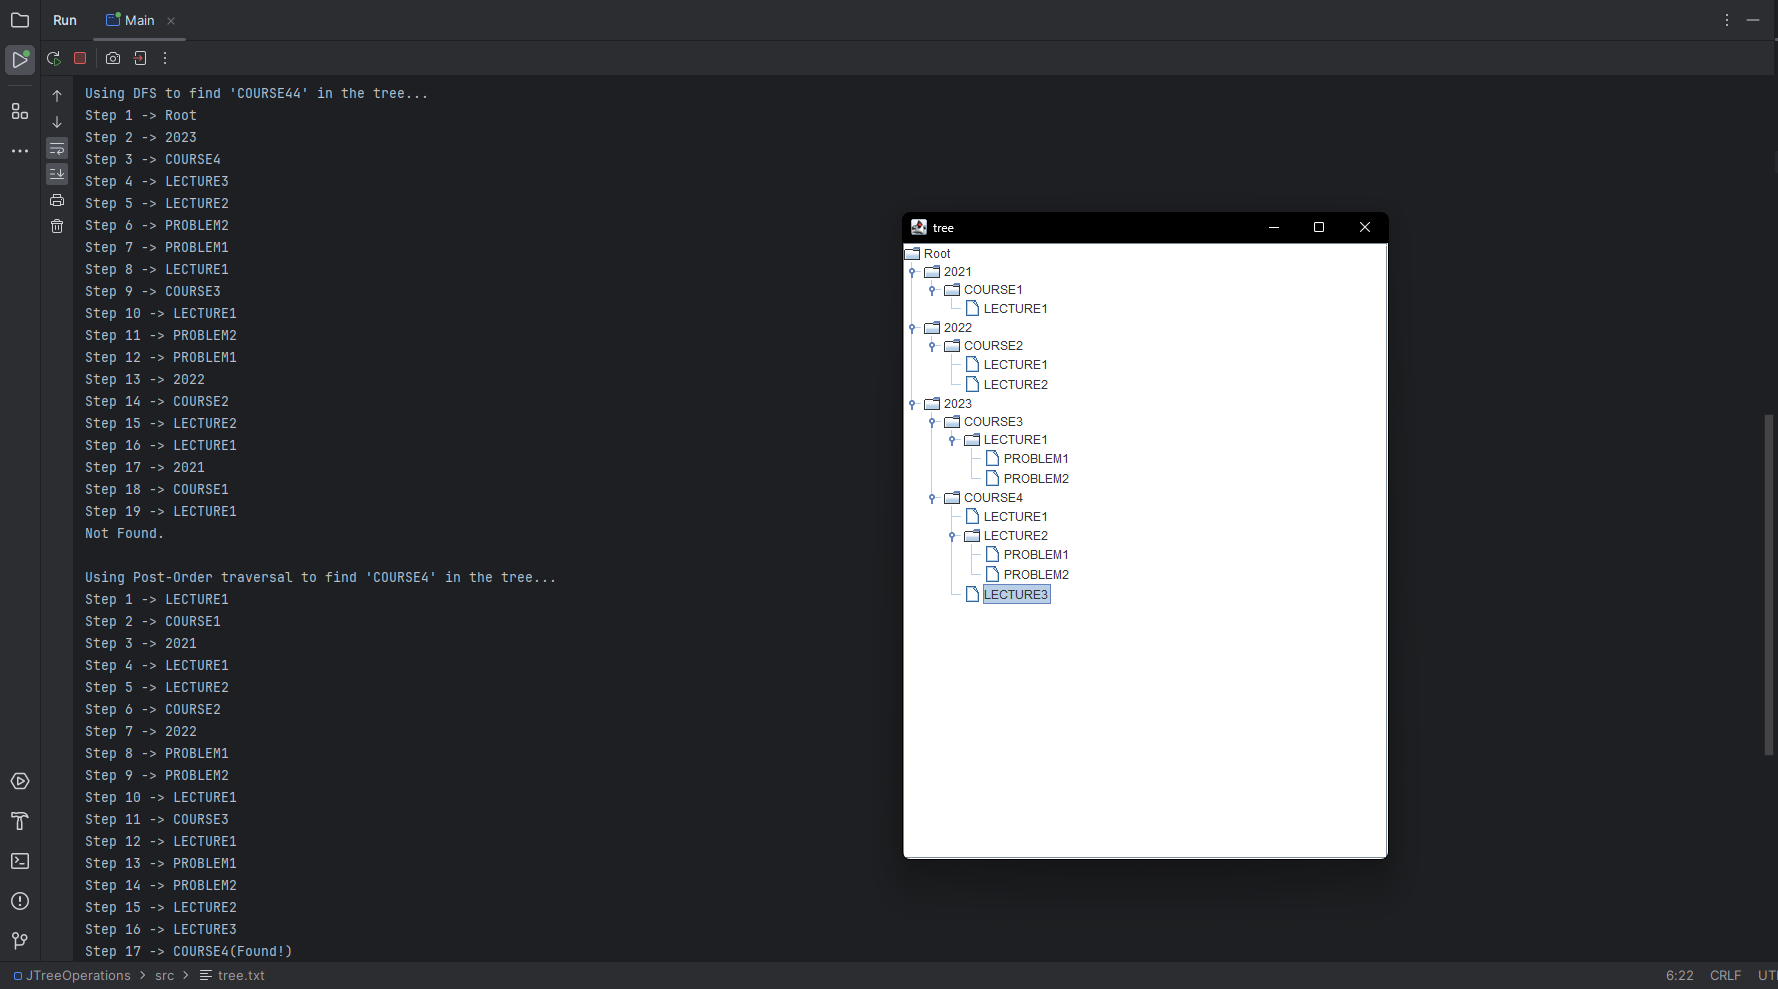 Run Main
Using DFS to find 'COURSE44' in the tree...
Step 1 -> Root
Step 2 -> 2023
Step 3 -> COURSE4
Step 4 -> LECTURE3
Step 5 -> LECTURE2
Step 6 -> PROBLEM2
Step 7 -> PROBLEM1
Step 8 -> LECTURE1
Step 9 -> COURSE3
Step 10 -> LECTURE1
Step 11 -> PROBLEM2
Step 12 -> PROBLEM1
Step 13 -> 2022
Step 14 -> COURSE2
Step 15 -> LECTURE2
Step 16 -> LECTURE1
Step 17 -> 2021
Step 18 -> COURSE1
Step 19 -> LECTURE1
Not Found.
Using Post-Order traversal to find 'COURSE4' in the tree...
Step 1 -> LECTURE1
Step 2 -> COURSE1
Step 3 -> 2021
Step 4 -> LECTURE1
Step 5 -> LECTURE2
Step 6 -> COURSE2
Step 7 -> 2022
Step 8 -> PROBLEM1
Step 9 -> PROBLEM2
Step 10 -> LECTURE1
Step 11 -> COURSE3
Step 12 -> LECTURE1
Step 13 -> PROBLEM1
Step 14 -> PROBLEM2
Step 15 -> LECTURE2
Step 16 -> LECTURE3
Step 17 -> COURSE4(Found!)
tree
Root
2021
COURSE1
LECTURE1
2022
COURSE2
LECTURE1
LECTURE2
2023
COURSE3
LECTURE1
PROBLEM1
PROBLEM2
COURSE4
LECTURE1
LECTURE2
PROBLEM1
PROBLEM2
LECTURE3
JTreeOperations > src > tree.txt
6:22 CRLF UT